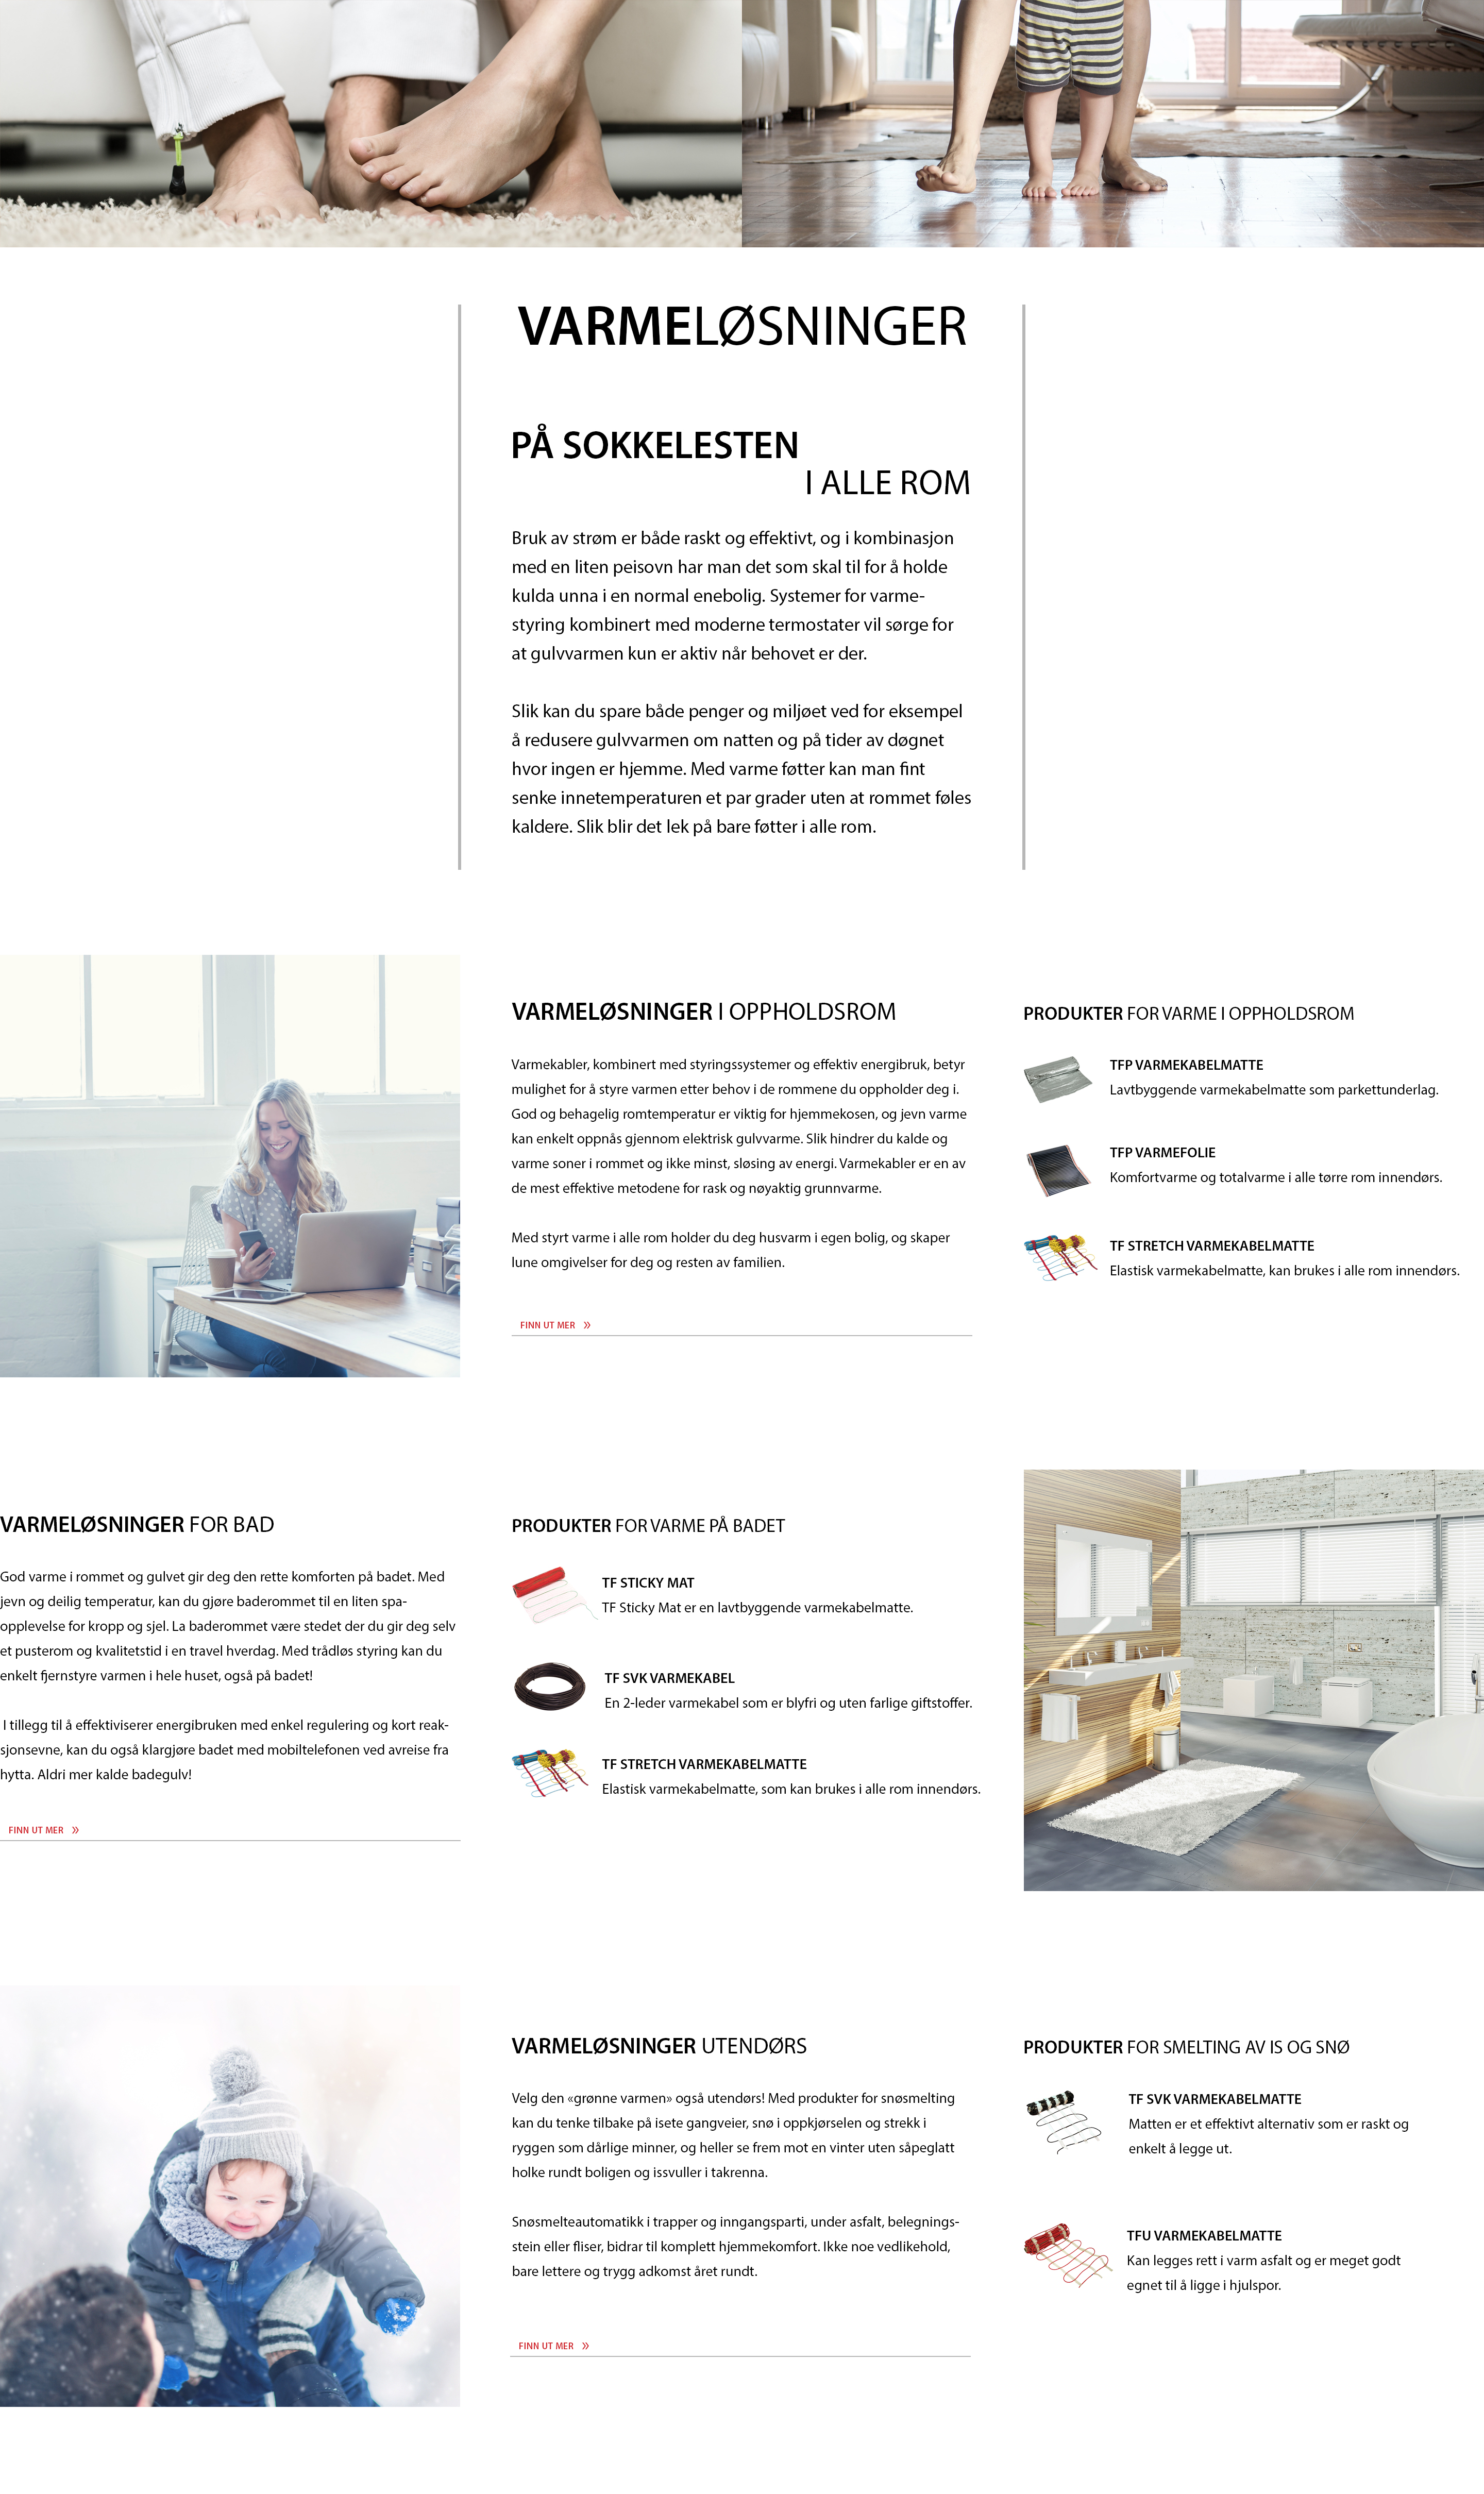 VARMELØSNINGER
PÅ SOKKELESTEN
I ALLE ROM
Bruk av strøm er både raskt og effektivt, og i kombinasjon
med en liten peisovn har man det som skal til for å holde
kulda unna i en normal enebolig. Systemer for varme-
styring kombinert med moderne termostater vil sørge for
at gulvvarmen kun er aktiv når behovet er der.
Slik kan du spare både penger og miljøet ved for eksempel
å redusere gulvvarmen om natten og på tider av døgnet
hvor ingen er hjemme. Med varme føtter kan man fint
senke innetemperaturen et par grader uten at rommet føles
kaldere. Slik blir det lek på bare føtter i alle rom.
VARMELØSNINGER I OPPHOLDSROM
Varmekabler, kombinert med styringssystemer og effektiv energibruk, betyr
mulighet for å styre varmen etter behov i de rommene du oppholder deg i.
God og behagelig romtemperatur er viktig for hjemmekosen, og jevn varme
kan enkelt oppnås gjennom elektrisk gulvvarme. Slik hindrer du kalde og
varme soner i rommet og ikke minst, sløsing av energi. Varmekabler er en av
de mest effektive metodene for rask og nøyaktig grunnvarme.
Med styrt varme i alle rom holder du deg husvarm i egen bolig, og skaper
lune omgivelser for deg og resten av familien.
FINN UT MER »
PRODUKTER FOR VARME I OPPHOLDSROM
TFP VARMEKABELMATTE
Lavtbyggende varmekabelmatte som parkettunderlag.
TFP VARMEFOLIE
Komfortvarme og totalvarme i alle tørre rom innendørs.
TF STRETCH VARMEKABELMATTE
Elastisk varmekabelmatte, kan brukes i alle rom innendørs.
VARMELØSNINGER FOR BAD
God varme i rommet og gulvet gir deg den rette komforten på badet. Med
jevn og deilig temperatur, kan du gjøre baderommet til en liten spa-
opplevelse for kropp og sjel. La baderommet være stedet der du gir deg selv
et pusterom og kvalitetstid i en travel hverdag. Med trådløs styring kan du
enkelt fjernstyre varmen i hele huset, også på badet!
I tillegg til å effektiviserer energibruken med enkel regulering og kort reak-
sjonsevne, kan du også klargjøre badet med mobiltelefonen ved avreise fra
hytta. Aldri mer kalde badegulv!
FINN UT MER »
PRODUKTER FOR VARME PÅ BADET
TF STICKY MAT
TF Sticky Mat er en lavtbyggende varmekabelmatte.
TF SVK VARMEKABEL
En 2-leder varmekabel som er blyfri og uten farlige giftstoffer.
TF STRETCH VARMEKABELMATTE
Elastisk varmekabelmatte, som kan brukes i alle rom innendørs.
VARMELØSNINGER UTENDØRS
Velg den «grønne varmen» også utendørs! Med produkter for snøsmelting
kan du tenke tilbake på isete gangveier, snø i oppkjørselen og strekk i
ryggen som dårlige minner, og heller se frem mot en vinter uten såpeglatt
holke rundt boligen og issvuller i takrenna.
Snøsmelteautomatikk i trapper og inngangsparti, under asfalt, belegnings-
stein eller fliser, bidrar til komplett hjemmekomfort. Ikke noe vedlikehold,
bare lettere og trygg adkomst året rundt.
FINN UT MER »
PRODUKTER FOR SMELTING AV IS OG SNØ
TF SVK VARMEKABELMATTE
Matten er et effektivt alternativ som er raskt og
enkelt å legge ut.
TFU VARMEKABELMATTE
Kan legges rett i varm asfalt og er meget godt
egnet til å ligge i hjulspor.